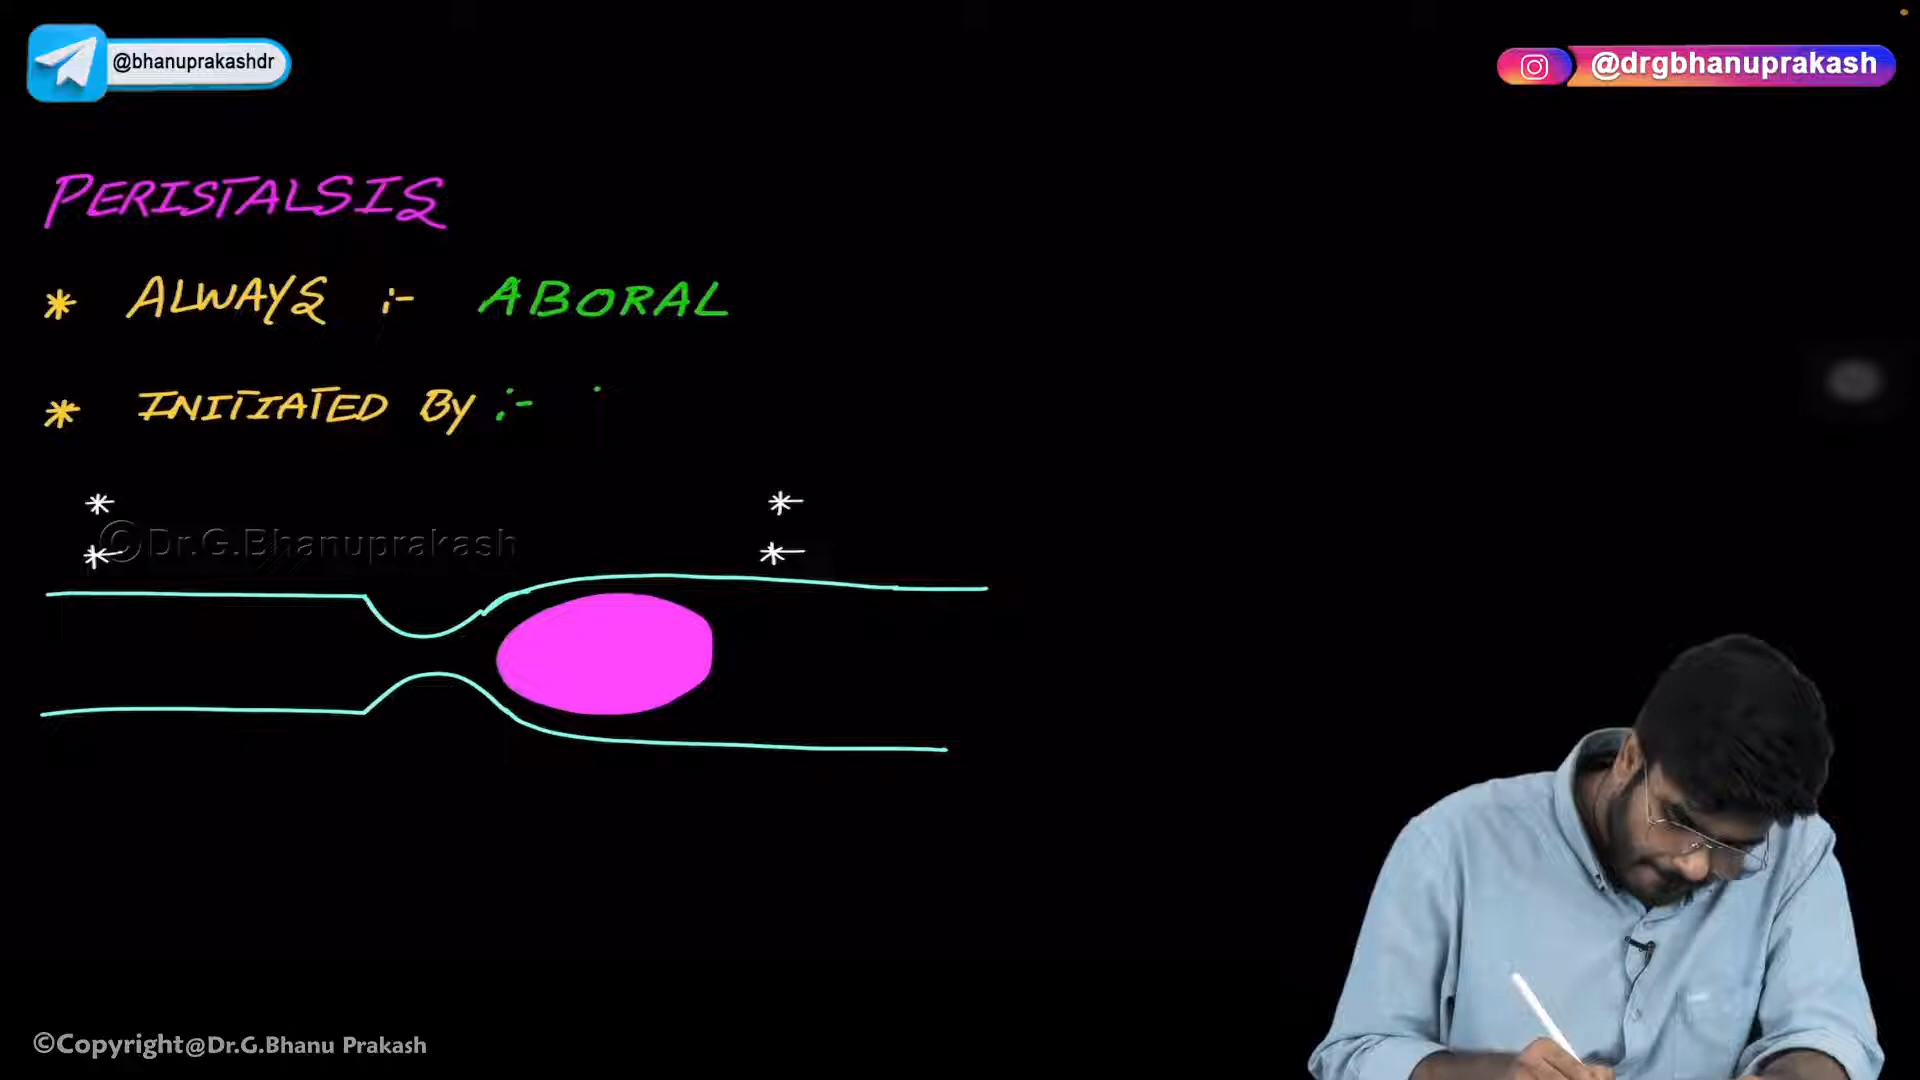 @bhanuprakashdr
@drgbhanuprakash
PERISTALSIS
* ALWAYS :- ABORAL
* INITIATED By :-
*
*-
*
*-
©Dr.G.Bhanuprakash
©Copyright@Dr.G.Bhanu Prakash